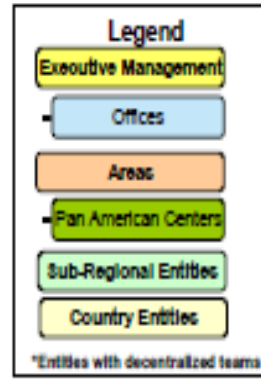 Legend
Executive Management
Offices
Areas
Pan American Centers
Sub-Regional Entities
Country Entities
*Entities with decentralized teams